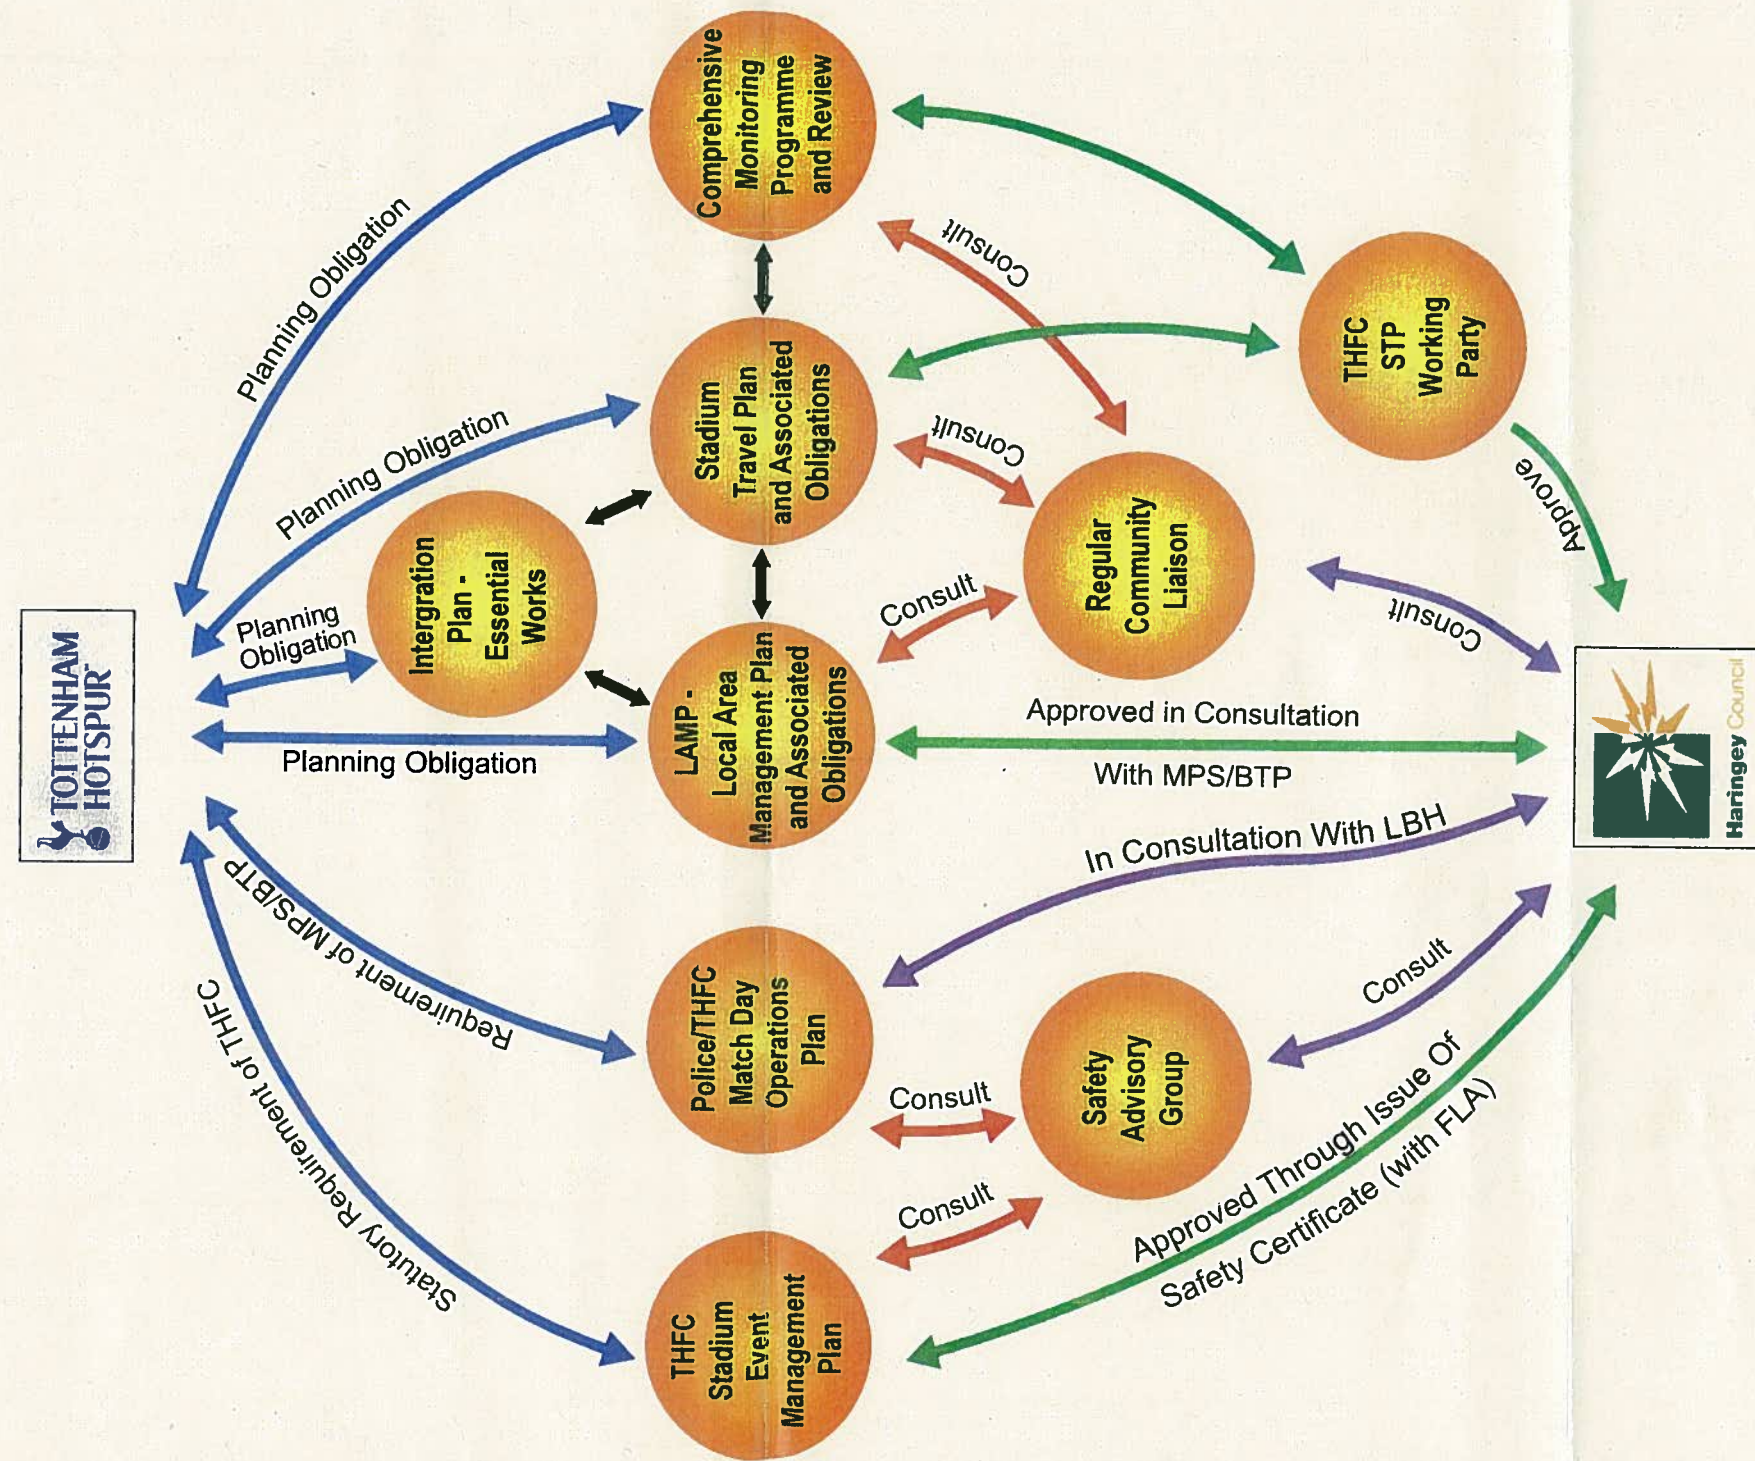 TOTTENHAM
HOTSPUR
Statutory Requirement of THFC
Requirement of MPS/BTP
Planning Obligation
Planning
Obligation
Planning Obligation
Planning Obligation
Intergration
Plan -
Essential
Works
THFC
Stadium
Event
Management
Plan
Police/THFC
Match Day
Operations
Plan
LAMP -
Local Area
Management Plan
and Associated
Obligations
Stadium
Travel Plan
and Associated
Obligations
Comprehensive
Monitoring
Programme
and Review
Consult
Consult
Consult
Consult
Consult
Safety
Advisory
Group
Regular
Community
Liaison
THFC
STP
Working
Party
Approved Through Issue Of
Safety Certificate (with FLA)
Consult
In Consultation With LBH
Approved in Consultation
With MPS/BTP
Consult
Approve
Haringey Council